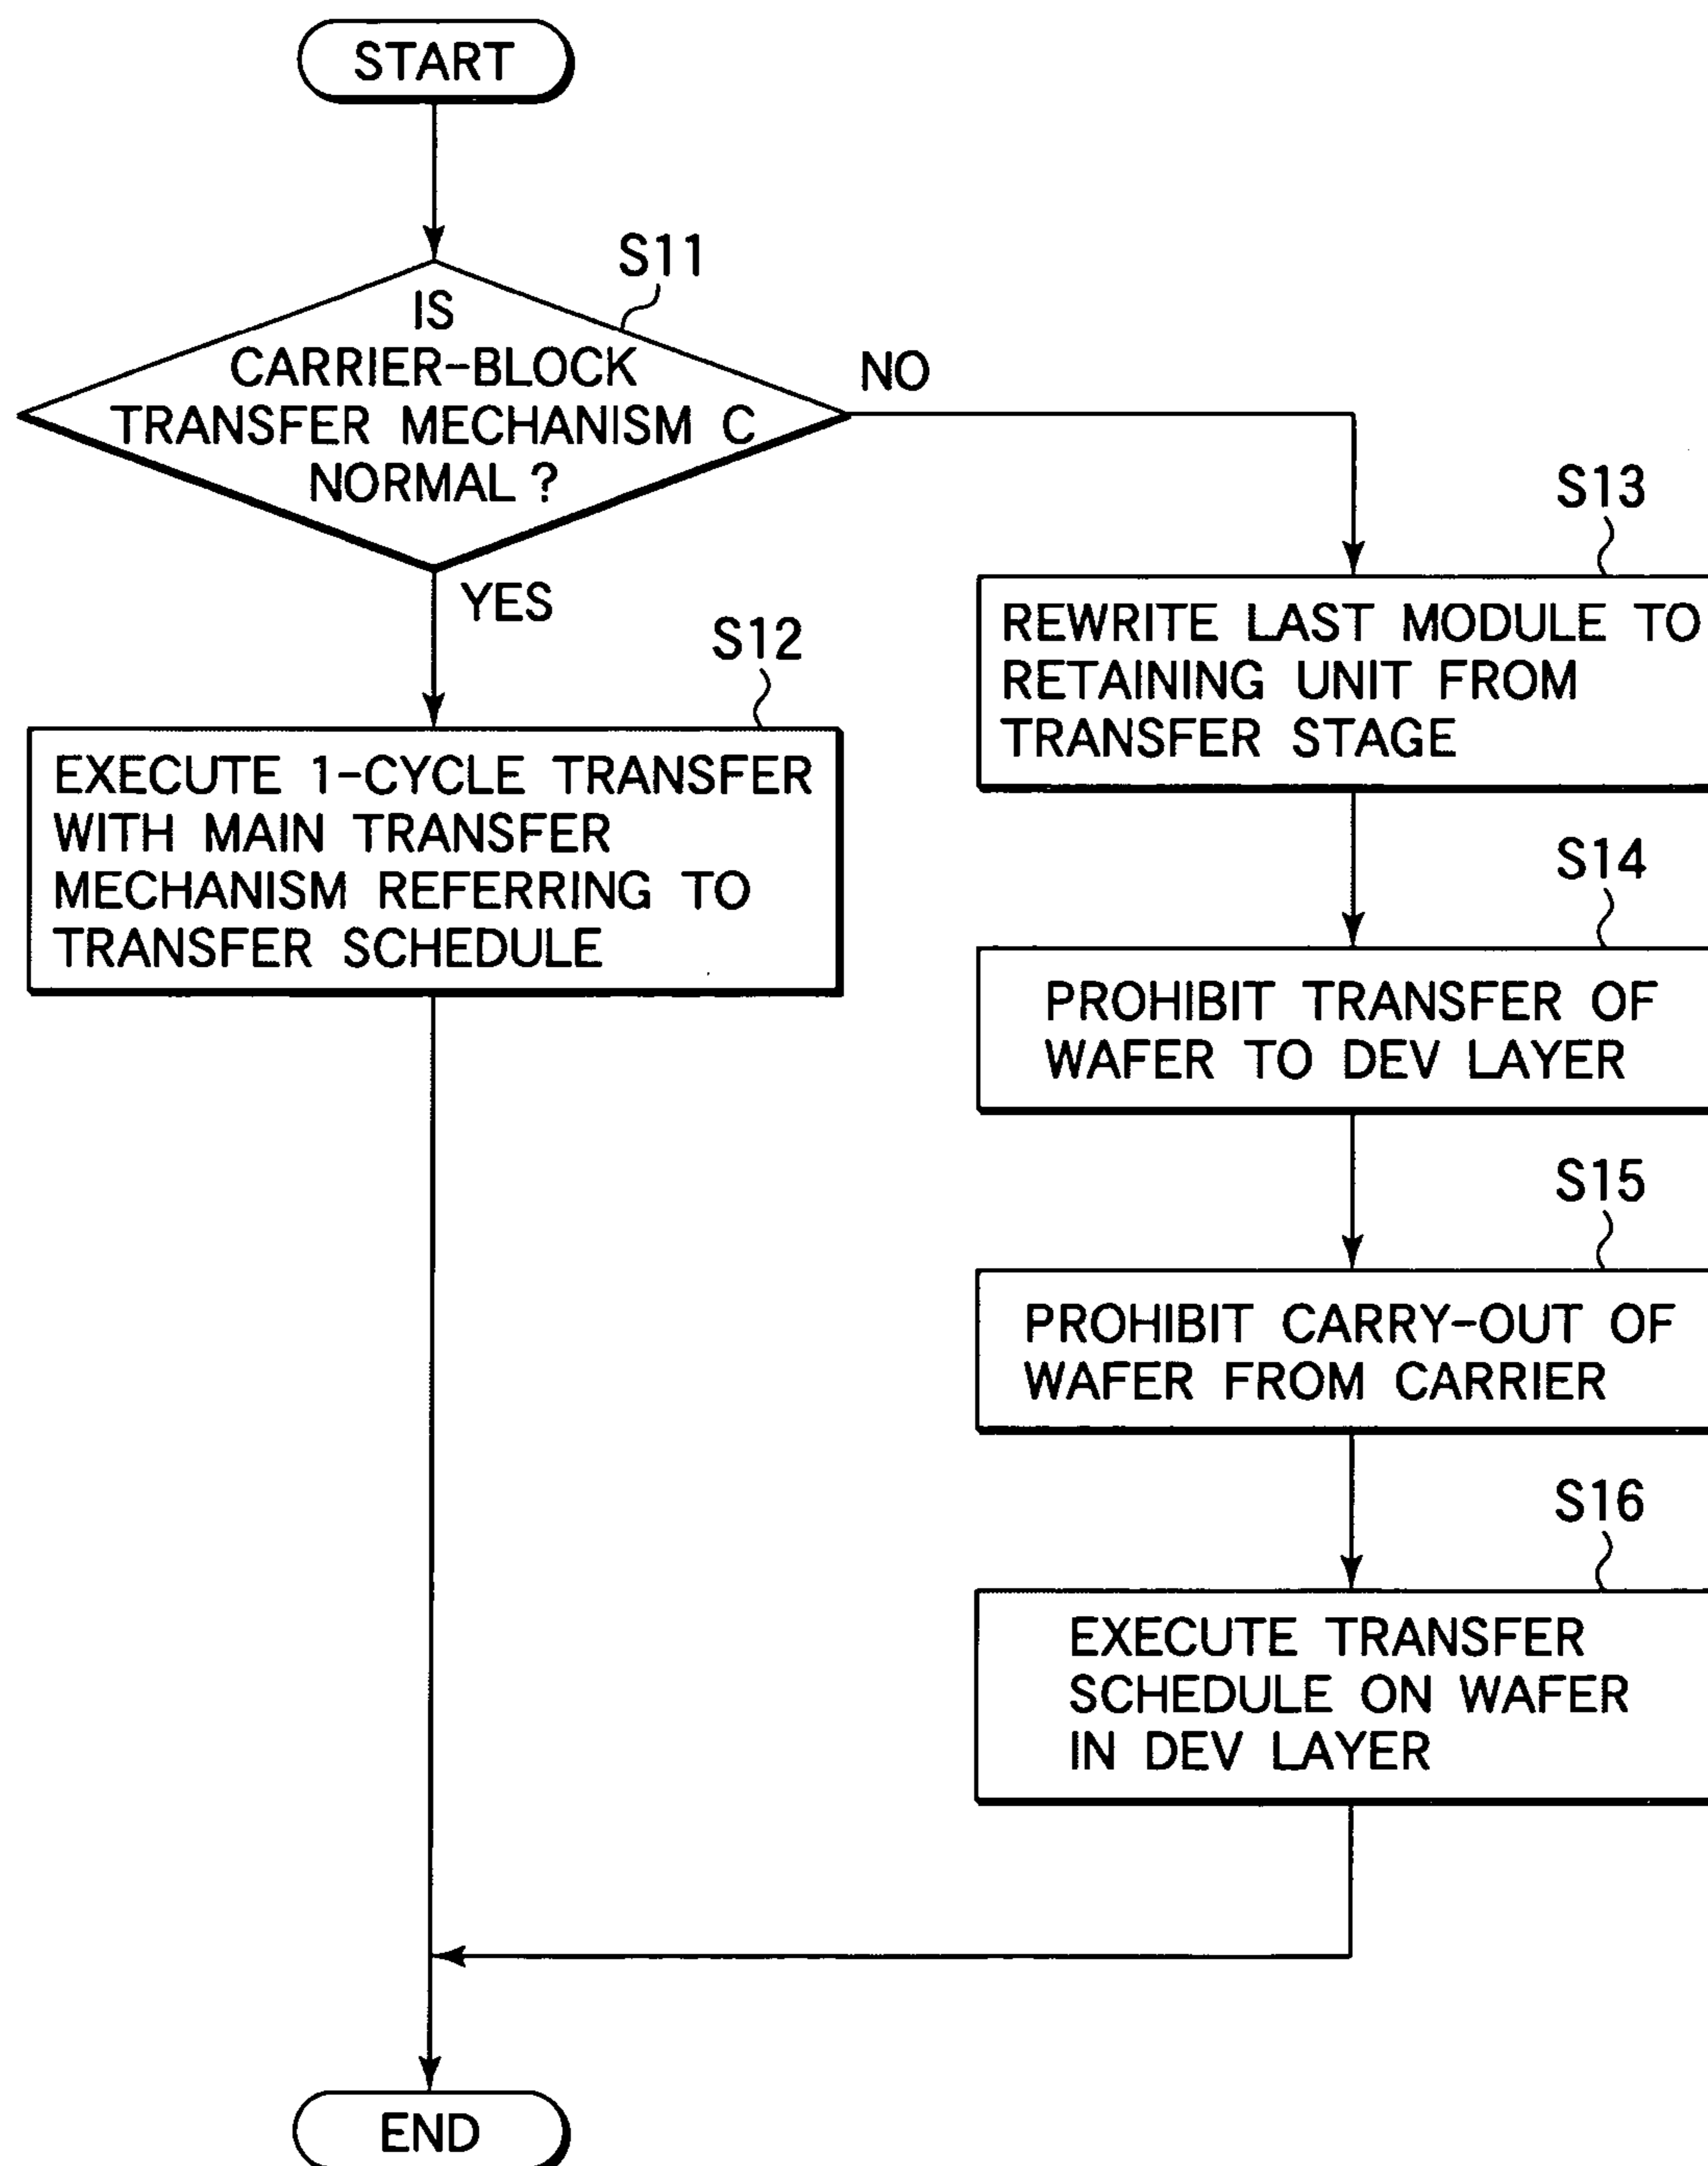 START
S11
IS
CARRIER-BLOCK
TRANSFER MECHANISM C
NORMAL ?
NO
YES
S12
EXECUTE 1-CYCLE TRANSFER
WITH MAIN TRANSFER
MECHANISM REFERRING TO
TRANSFER SCHEDULE
S13
REWRITE LAST MODULE TO
RETAINING UNIT FROM
TRANSFER STAGE
S14
PROHIBIT TRANSFER OF
WAFER TO DEV LAYER
S15
PROHIBIT CARRY-OUT OF
WAFER FROM CARRIER
S16
EXECUTE TRANSFER
SCHEDULE ON WAFER
IN DEV LAYER
END